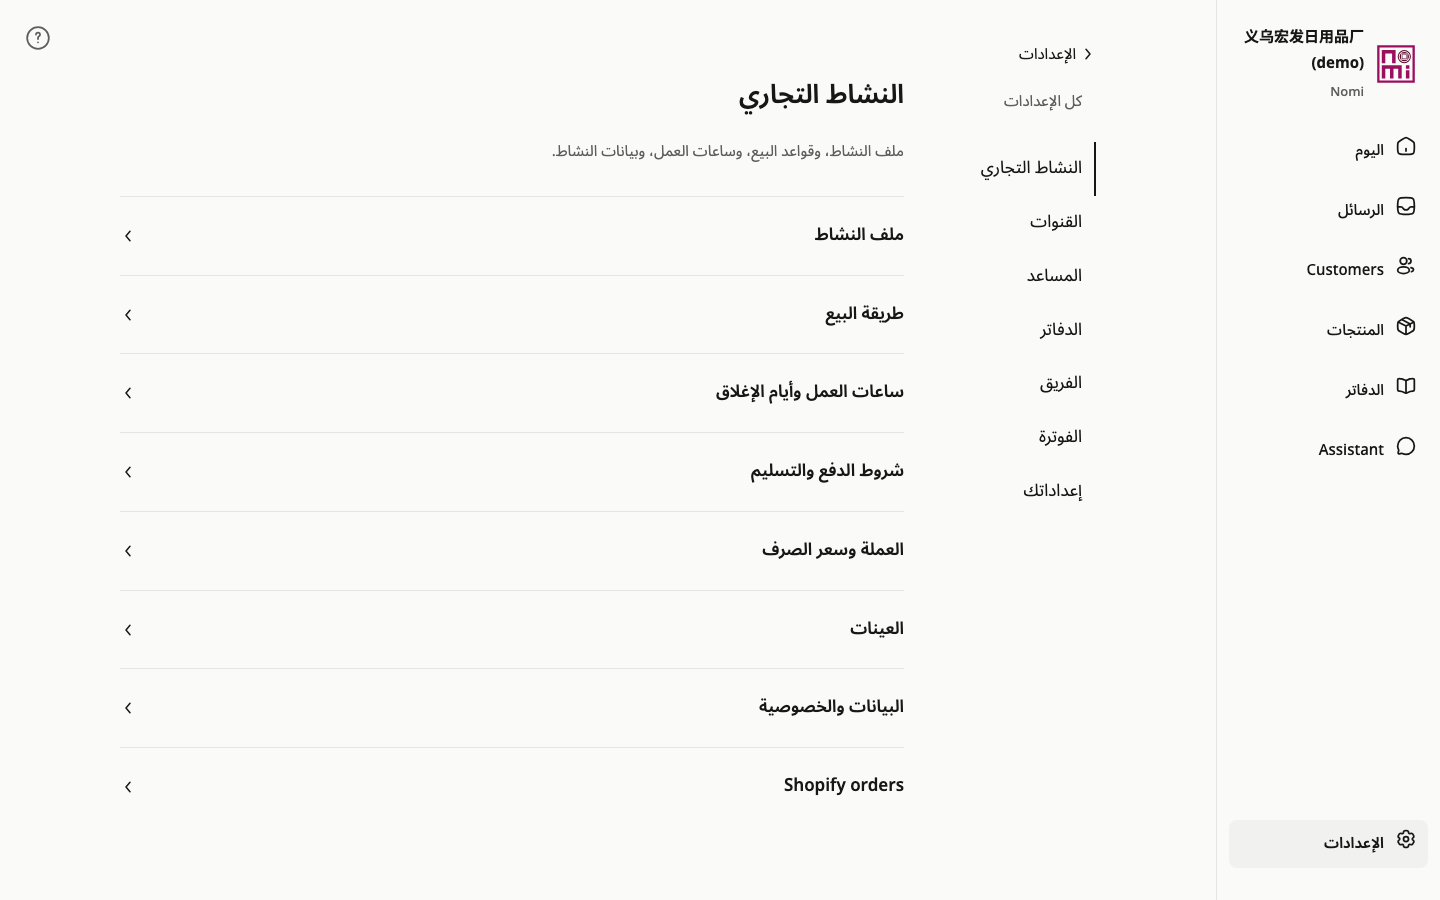 义乌宏发日用品厂
(demo)
Nomi
اليوم
الرسائل
Customers
المنتجات
الدفاتر
Assistant
الإعدادات
الإعدادات
كل الإعدادات
النشاط التجاري
القنوات
المساعد
الدفاتر
الفريق
الفوترة
إعداداتك
النشاط التجاري
ملف النشاط، وقواعد البيع، وساعات العمل، وبيانات النشاط.
ملف النشاط
طريقة البيع
ساعات العمل وأيام الإغلاق
شروط الدفع والتسليم
العملة وسعر الصرف
العينات
البيانات والخصوصية
Shopify orders